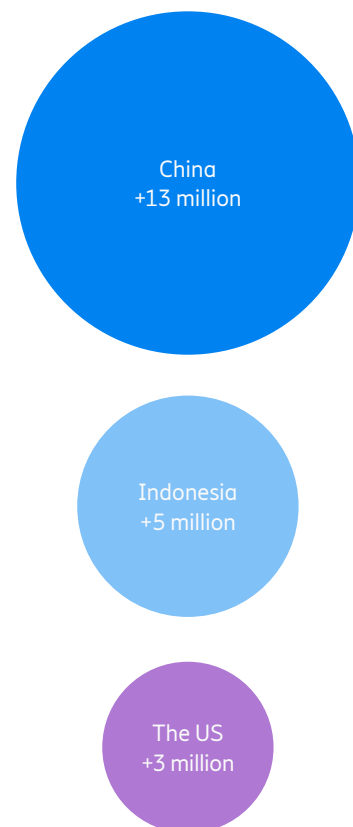 China
+13 million
Indonesia
+5 million
The US
+3 million